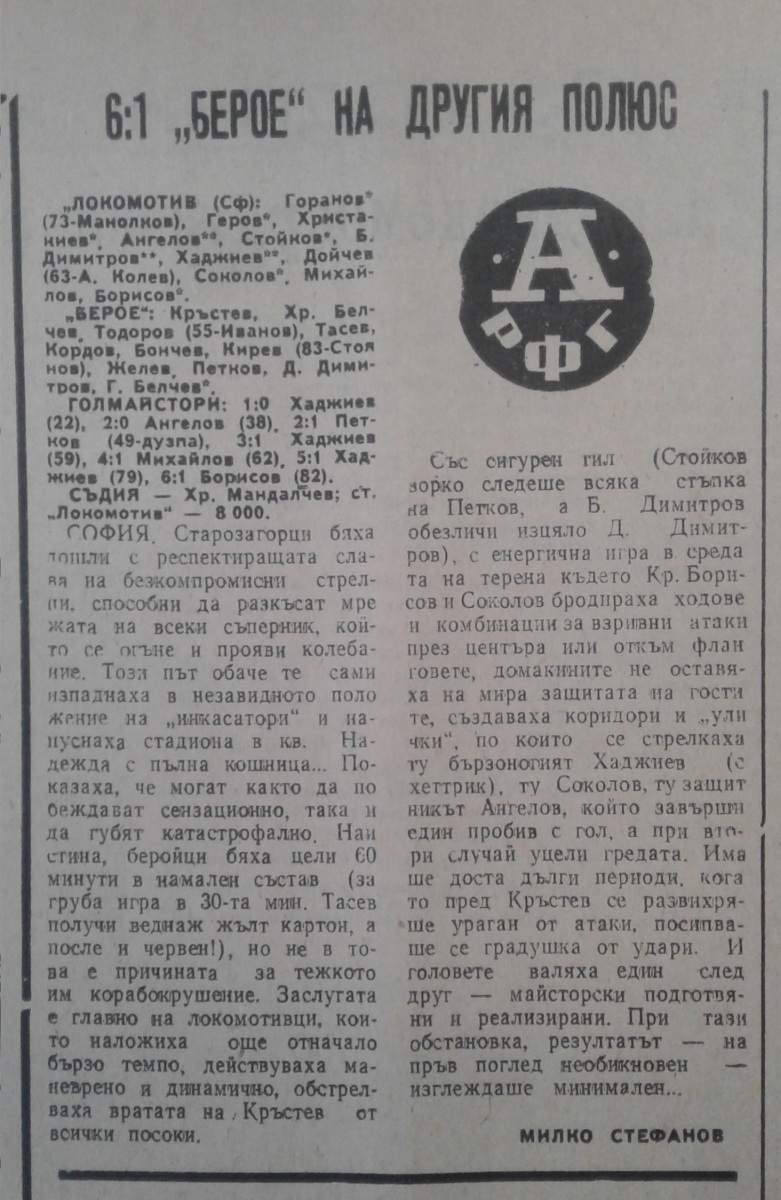 6:1 „БЕРОЕ“ НА ДРУГИЯ ПОЛЮС
„ЛОКОМОТИВ (Сф): Горанов*
(73-Манолков), Геров*, Христа-
киев*, Ангелов**, Стойков*, Б.
Димитров**, Хаджиев**, Дойчев
(63-А. Колев), Соколов*, Михай-
лов, Борисов*.
„БЕРОЕ“: Кръстев, Хр. Бел-
чев, Тодоров (55-Иванов), Тасев,
Кордов, Бончев, Кирев (83-Стоя
нов), Желев, Петков, Д. Дими-
тров, Г. Белчев*.
ГОЛМАЙСТОРИ: 1:0 Хаджиев
(22), 2:0 Ангелов (38), 2:1 Пет-
ков (49-дузпа), 3:1 Хаджиев
(59), 4:1 Михайлов (62), 5:1 Хад-
жиев (79), 6:1 Борисов (82).
СЪДИЯ — Хр. Мандалчев; ст.
„Локомотив“ — 8 000.
СОФИЯ. Старозагорци бяха
дошли с респектиращата сла-
ва на безкомпромисни стрел-
ци, способни да разкъсат мре
жата на всеки съперник, кой-
то се огъне и прояви колеба-
ние. Този път обаче те сами
изпаднаха в незавидното поло
жение на „инкасатори“ и на-
пуснаха стадиона в кв. На-
дежда с пълна кошница... По-
казаха, че могат както да по
беждават сензационно, така и
да губят катастрофално. Наи
стина, беройци бяха цели 60
минути в намален състав (за
груба игра в 30-та мин. Тасев
получи веднаж жълт картон, а
после и червен!), но не в то-
ва е причината за тежкото
им корабокрушение. Заслугата
е главно на локомотивци, кои-
то наложиха още отначало
бързо темпо, действуваха ма-
неврено и динамично, обстрел-
ваха вратата на Кръстев от
всички посоки.
А
РФГ
Със сигурен гил (Стойков
зорко следеше всяка стъпка
на Петков, а Б. Димитров
обезличи изцяло Д. Димит-
ров), с енергична игра в среда
та на терена където Кр. Бори-
сов и Соколов бродираха ходове
и комбинации за взривни атаки
през центъра или откъм флан
говете, домакините не оставя-
ха на мира защитата на гости
те, създаваха коридори и „ули
чки“, по които се стрелкаха
ту бързоногият Хаджиев (с
хеттрик), ту Соколов, ту защит
никът Ангелов, който завърши
един пробив с гол, а при вто-
ри случай уцели гредата. Има
ше доста дълги периоди, кога
то пред Кръстев се развихря-
ше ураган от атаки, посипва-
ше се градушка от удари. И
головете валяха един след
друг — майсторски подготвя-
ни и реализирани. При тази
обстановка, резултатът — на
пръв поглед необикновен —
изглеждаше минимален...
МИЛКО СТЕФАНОВ